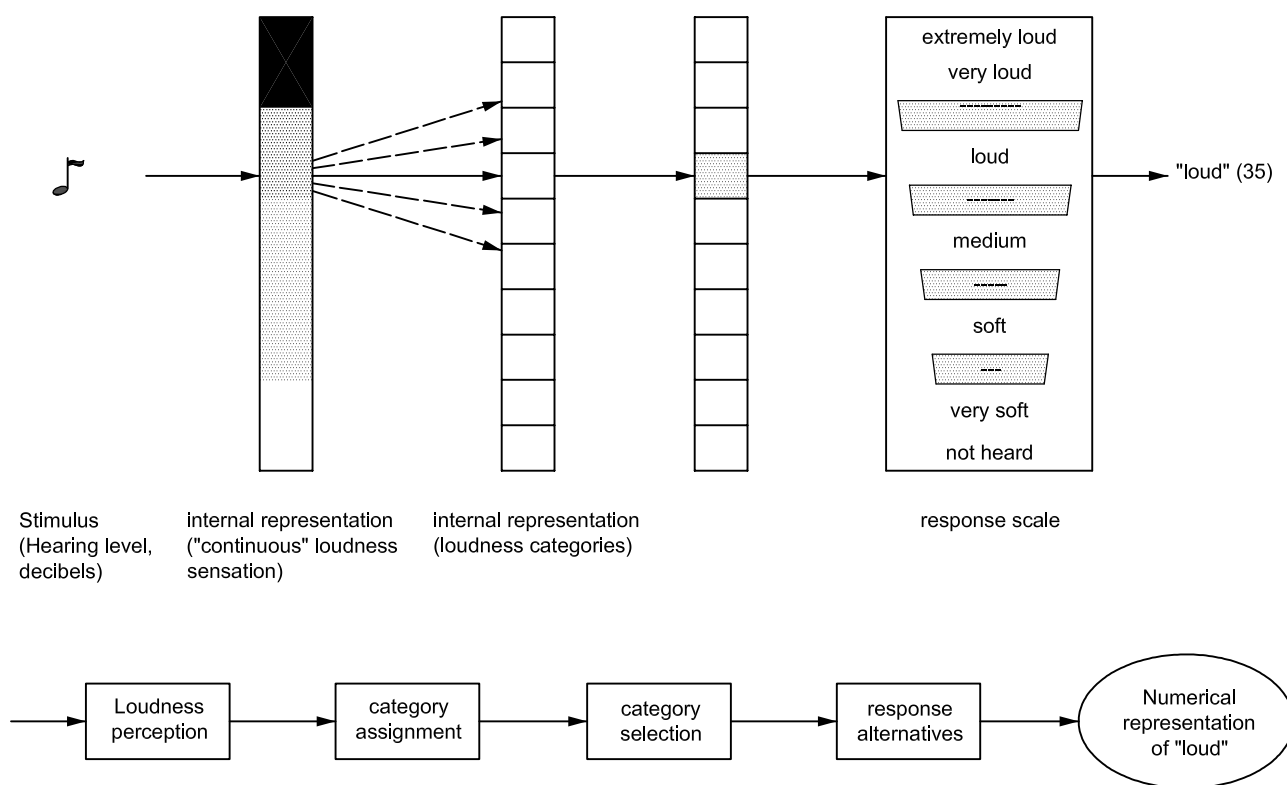 extremely loud
very loud
---------
loud
-------
medium
-----
soft
---
very soft
not heard
"loud" (35)
Stimulus
(Hearing level,
decibels)
internal representation
("continuous" loudness
sensation)
internal representation
(loudness categories)
response scale
Loudness
perception
category
assignment
category
selection
response
alternatives
Numerical
representation
of "loud"